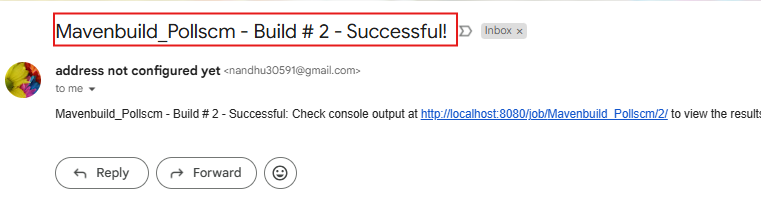 Mavenbuild_Pollscm - Build # 2 - Successful! Inbox ×
address not configured yet <nandhu30591@gmail.com>
to me
Mavenbuild_Pollscm - Build # 2 - Successful: Check console output at http://localhost:8080/job/Mavenbuild_Pollscm/2/ to view the results
Reply Forward